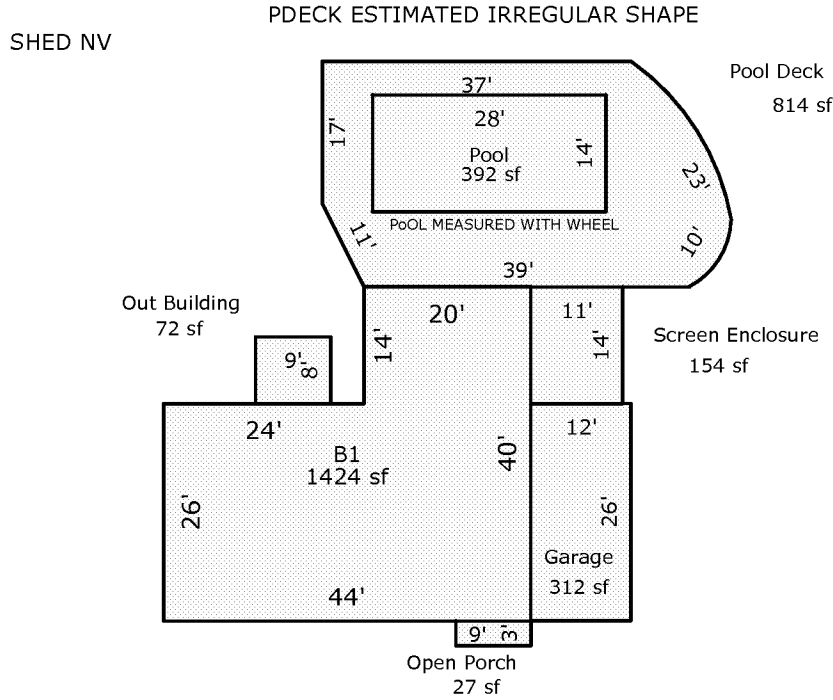 PDECK ESTIMATED IRREGULAR SHAPE
SHED NV
Pool Deck
814 sf
37'
17'
28'
14'
Pool
392 sf
23'
PoOL MEASURED WITH WHEEL
11'
10'
39'
Out Building
72 sf
20'
14'
11'
14'
Screen Enclosure
154 sf
9'
8'
24'
12'
B1
1424 sf
40'
26'
26'
Garage
312 sf
44'
9'
3'
Open Porch
27 sf